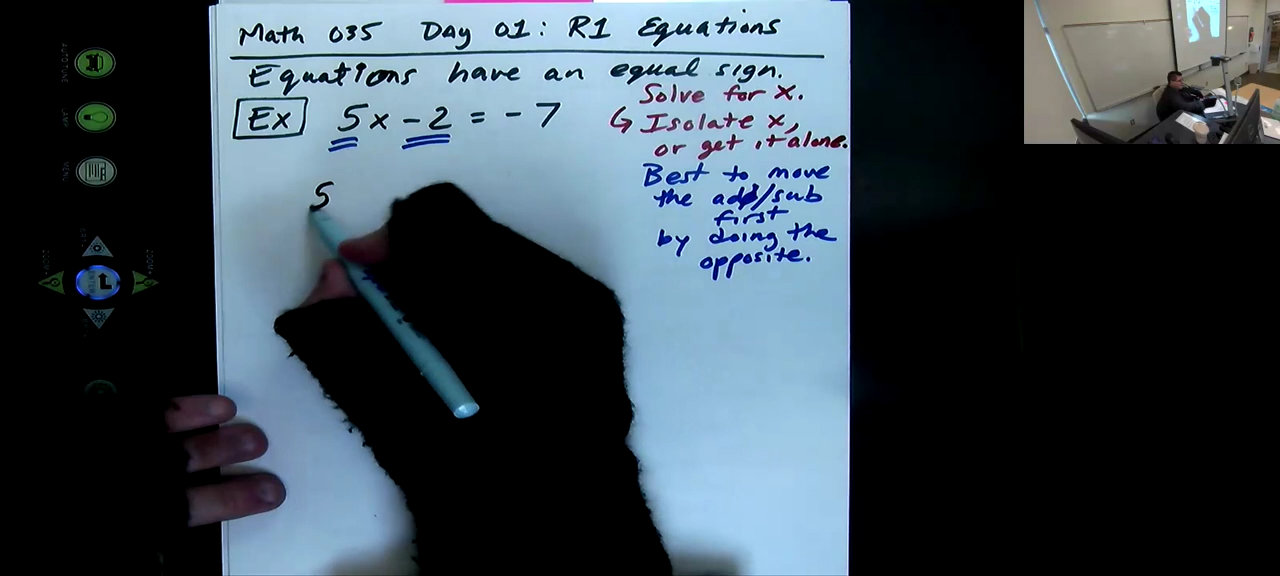 Math 035 Day 01: R1 Equations
Equations have an equal sign.
Ex 5x - 2 = - 7
Solve for x.
↳ Isolate x,
or get it alone.
Best to move
the add/sub
first
by doing the
opposite.
5